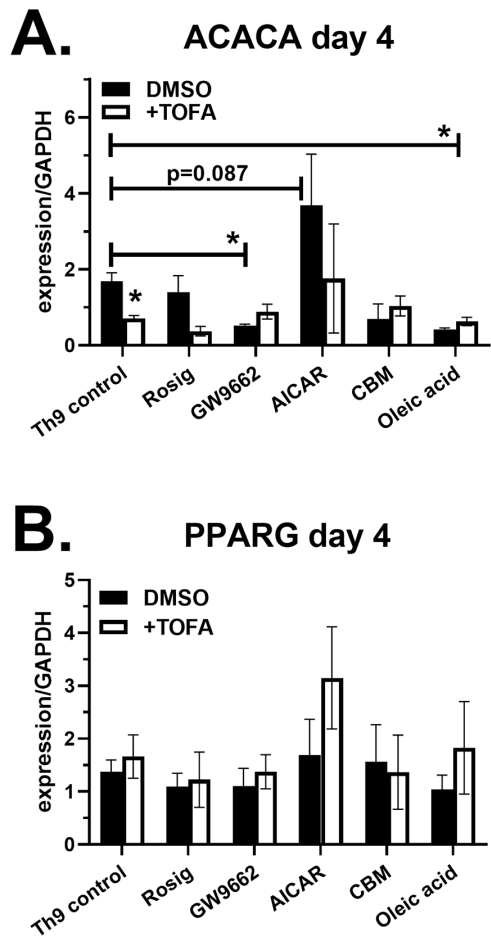 A.
ACACA day 4
DMSO
+TOFA
expression/GAPDH
6
4
2
0
*
p=0.087
*
*
Th9 control
Rosig
GW9662
AICAR
CBM
Oleic acid
B.
PPARG day 4
DMSO
+TOFA
expression/GAPDH
5
4
3
2
1
0
Th9 control
Rosig
GW9662
AICAR
CBM
Oleic acid